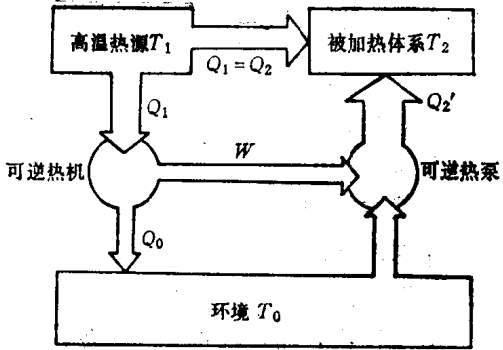 高温热源T₁
被加热体系T₂
Q₁ = Q₂
Q₁
Q₂′
W
可逆热机
可逆热泵
Q₀
环境 T₀